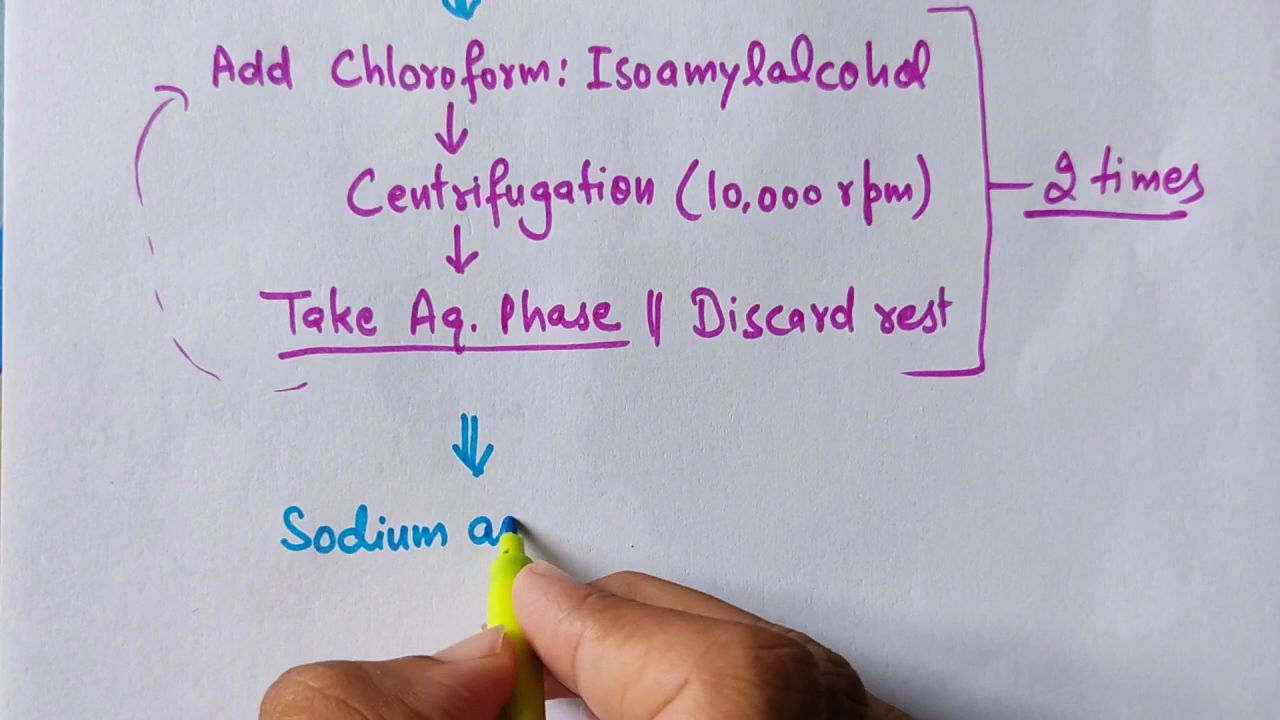 Add Chloroform: Isoamylalcohol
Centrifugation (10,000 rpm)
2 times
Take Aq. Phase || Discard rest
Sodium a